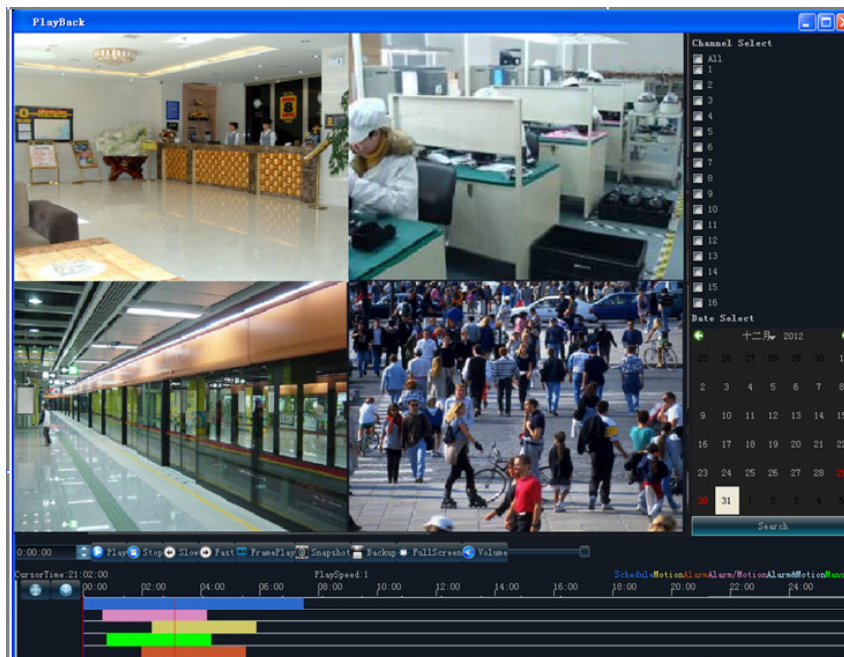 PlayBack
Channel Select
All
1
2
3
4
5
6
7
8
9
10
11
12
13
14
15
16
Date Select
十二月 2012
25 26 27 28 29 30 1
2 3 4 5 6 7 8
9 10 11 12 13 14 15
16 17 18 19 20 21 22
23 24 25 26 27 28 29
30 31 1 2 3 4 5
Search
0:00:00 Play Stop Slow Fast FramePlay Snapshot Backup FullScreen Volume
CursorTime:21:02:00 PlaySpeed:1 Schedule Motion Alarm Alarm/Motion Alarm&Motion Manu
00:00 02:00 04:00 06:00 08:00 10:00 12:00 14:00 16:00 18:00 20:00 22:00 24:00